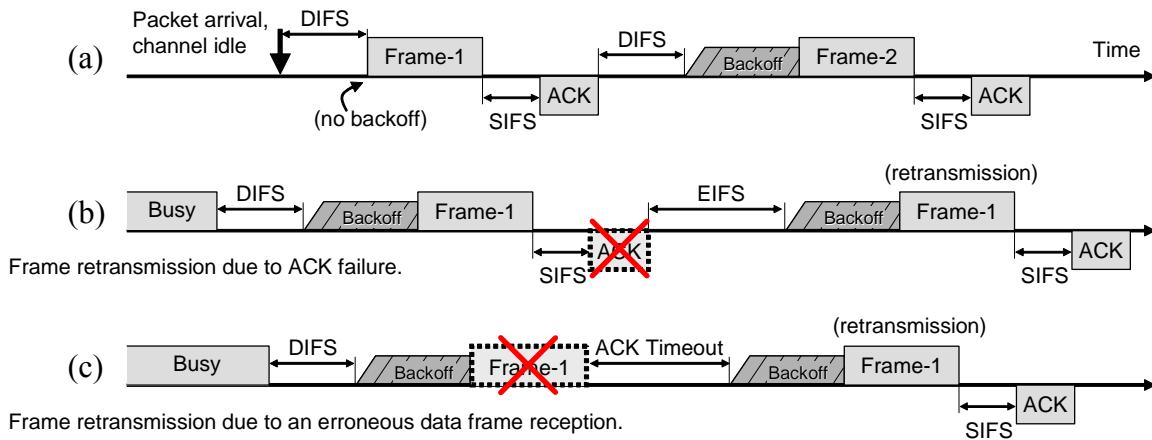 Packet arrival,
channel idle
DIFS
(a)
Frame-1
DIFS
Backoff
Frame-2
Time
(no backoff)
SIFS
ACK
SIFS
ACK
(retransmission)
(b)
Busy
DIFS
Backoff
Frame-1
EIFS
Backoff
Frame-1
SIFS
ACK
SIFS
ACK
Frame retransmission due to ACK failure.
(retransmission)
(c)
Busy
DIFS
Backoff
Frame-1
ACK Timeout
Backoff
Frame-1
SIFS
ACK
Frame retransmission due to an erroneous data frame reception.